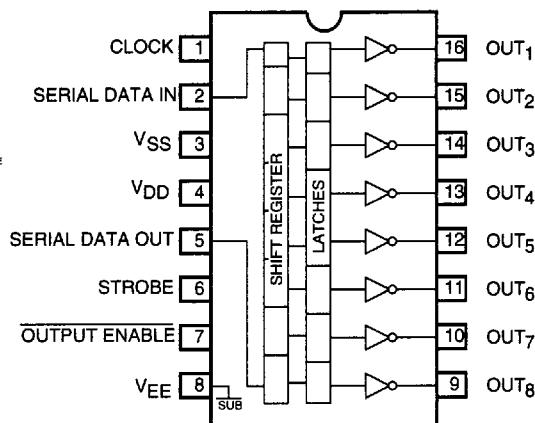 CLOCK 1 16 OUT1
SERIAL DATA IN 2 15 OUT2
VSS 3 14 OUT3
VDD 4 13 OUT4
SERIAL DATA OUT 5 12 OUT5
STROBE 6 11 OUT6
OUTPUT ENABLE 7 10 OUT7
VEE 8 9 OUT8
SUB
SHIFT REGISTER
LATCHES